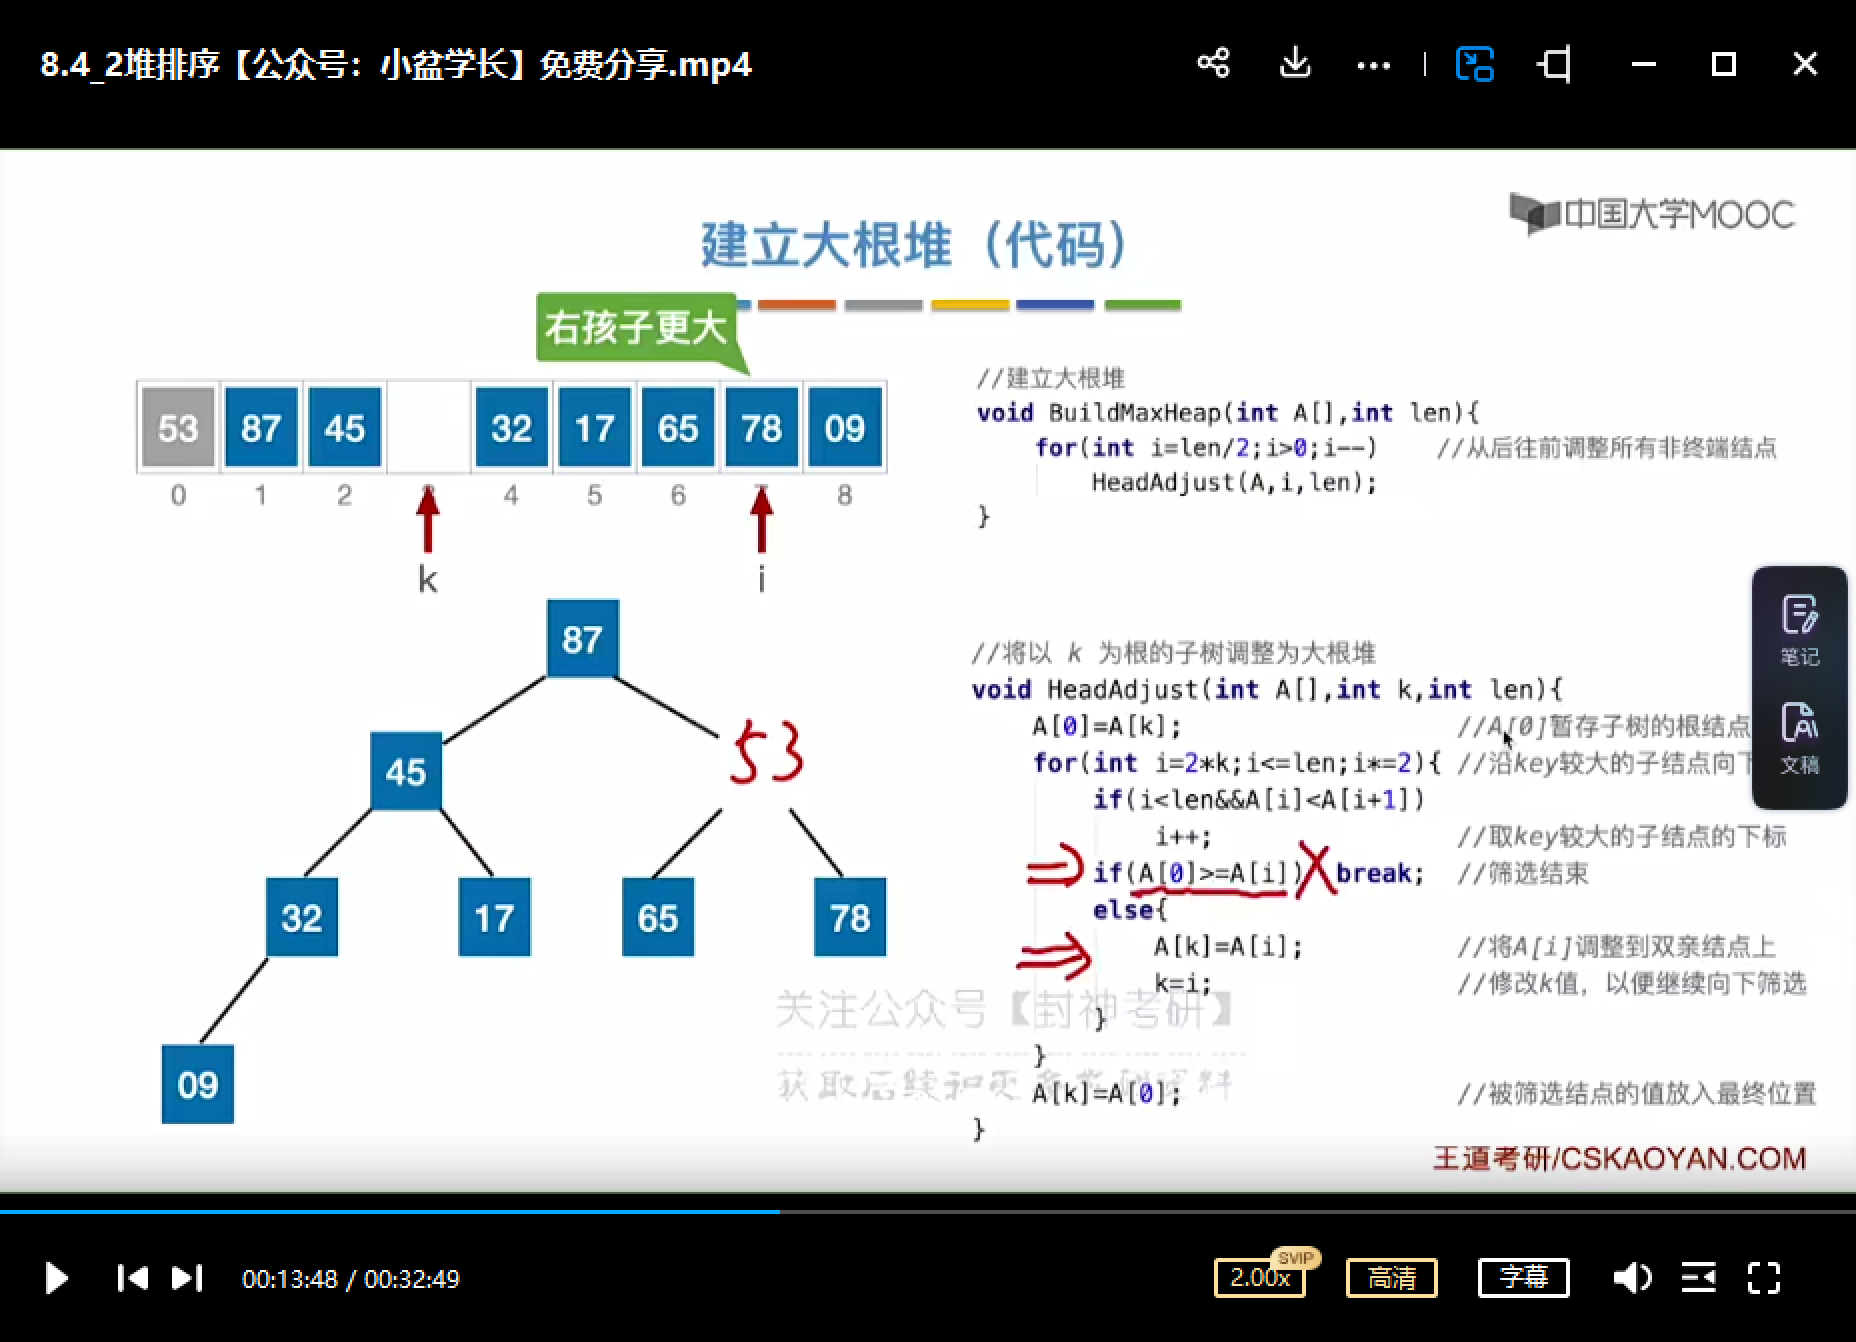 8.4_2堆排序【公众号：小盆学长】免费分享.mp4
中国大学MOOC
建立大根堆（代码）
右孩子更大
53 87 45 32 17 65 78 09
0 1 2 3 4 5 6 7 8
k i
87
45 53
32 17 65 78
09
//建立大根堆
void BuildMaxHeap(int A[],int len){
for(int i=len/2;i>0;i--) //从后往前调整所有非终端结点
HeadAdjust(A,i,len);
}
//将以 k 为根的子树调整为大根堆
void HeadAdjust(int A[],int k,int len){
A[0]=A[k]; //A[0]暂存子树的根结点
for(int i=2*k;i<=len;i*=2){ //沿key较大的子结点向下
if(i<len&&A[i]<A[i+1])
i++; //取key较大的子结点的下标
if(A[0]>=A[i]) break; //筛选结束
else{
A[k]=A[i]; //将A[i]调整到双亲结点上
k=i; //修改k值，以便继续向下筛选
}
}
A[k]=A[0]; //被筛选结点的值放入最终位置
}
关注公众号【封神考研】
获取后续和更
料
王道考研/CSKAOYAN.COM
笔记
文稿
00:13:48 / 00:32:49
2.00x
SVIP
高清
字幕